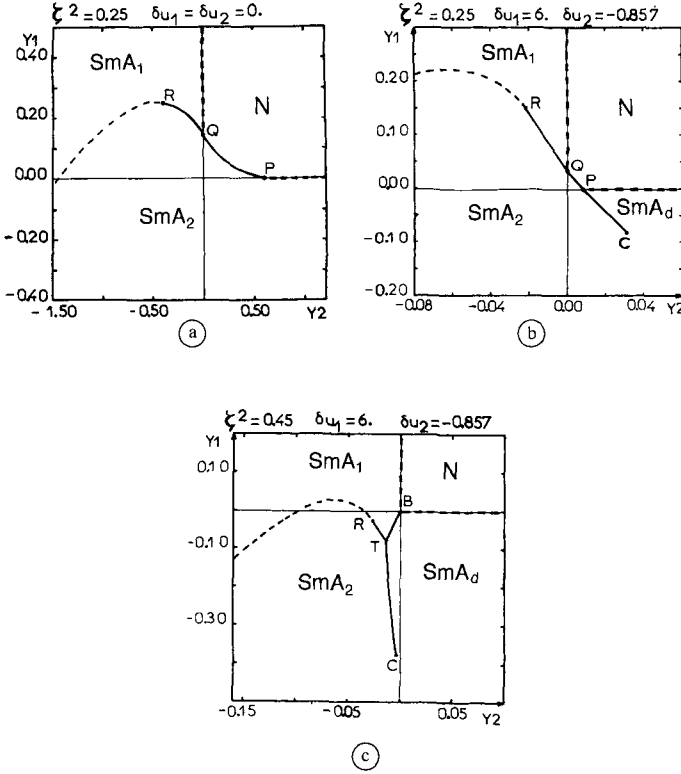 ζ² = 0.25 δu₁ = δu₂ = 0.
Y1
0.40
0.20
0.00
-0.20
-0.40
-1.50 -0.50 0.50 Y2
SmA₁
R
Q
N
P
SmA₂
a
ζ² = 0.25 δu₁ = 6. δu₂ = -0.857
Y1
0.20
0.10
0.00
-0.10
-0.20
-0.08 -0.04 0.00 0.04 Y2
SmA₁
R
N
Q
P
SmA₂
SmA_d
C
b
ζ² = 0.45 δu₁ = 6. δu₂ = -0.857
Y1
0.10
-0.10
-0.30
-0.15 -0.05 0.05 Y2
SmA₁
N
B
R
T
SmA₂
SmA_d
C
c